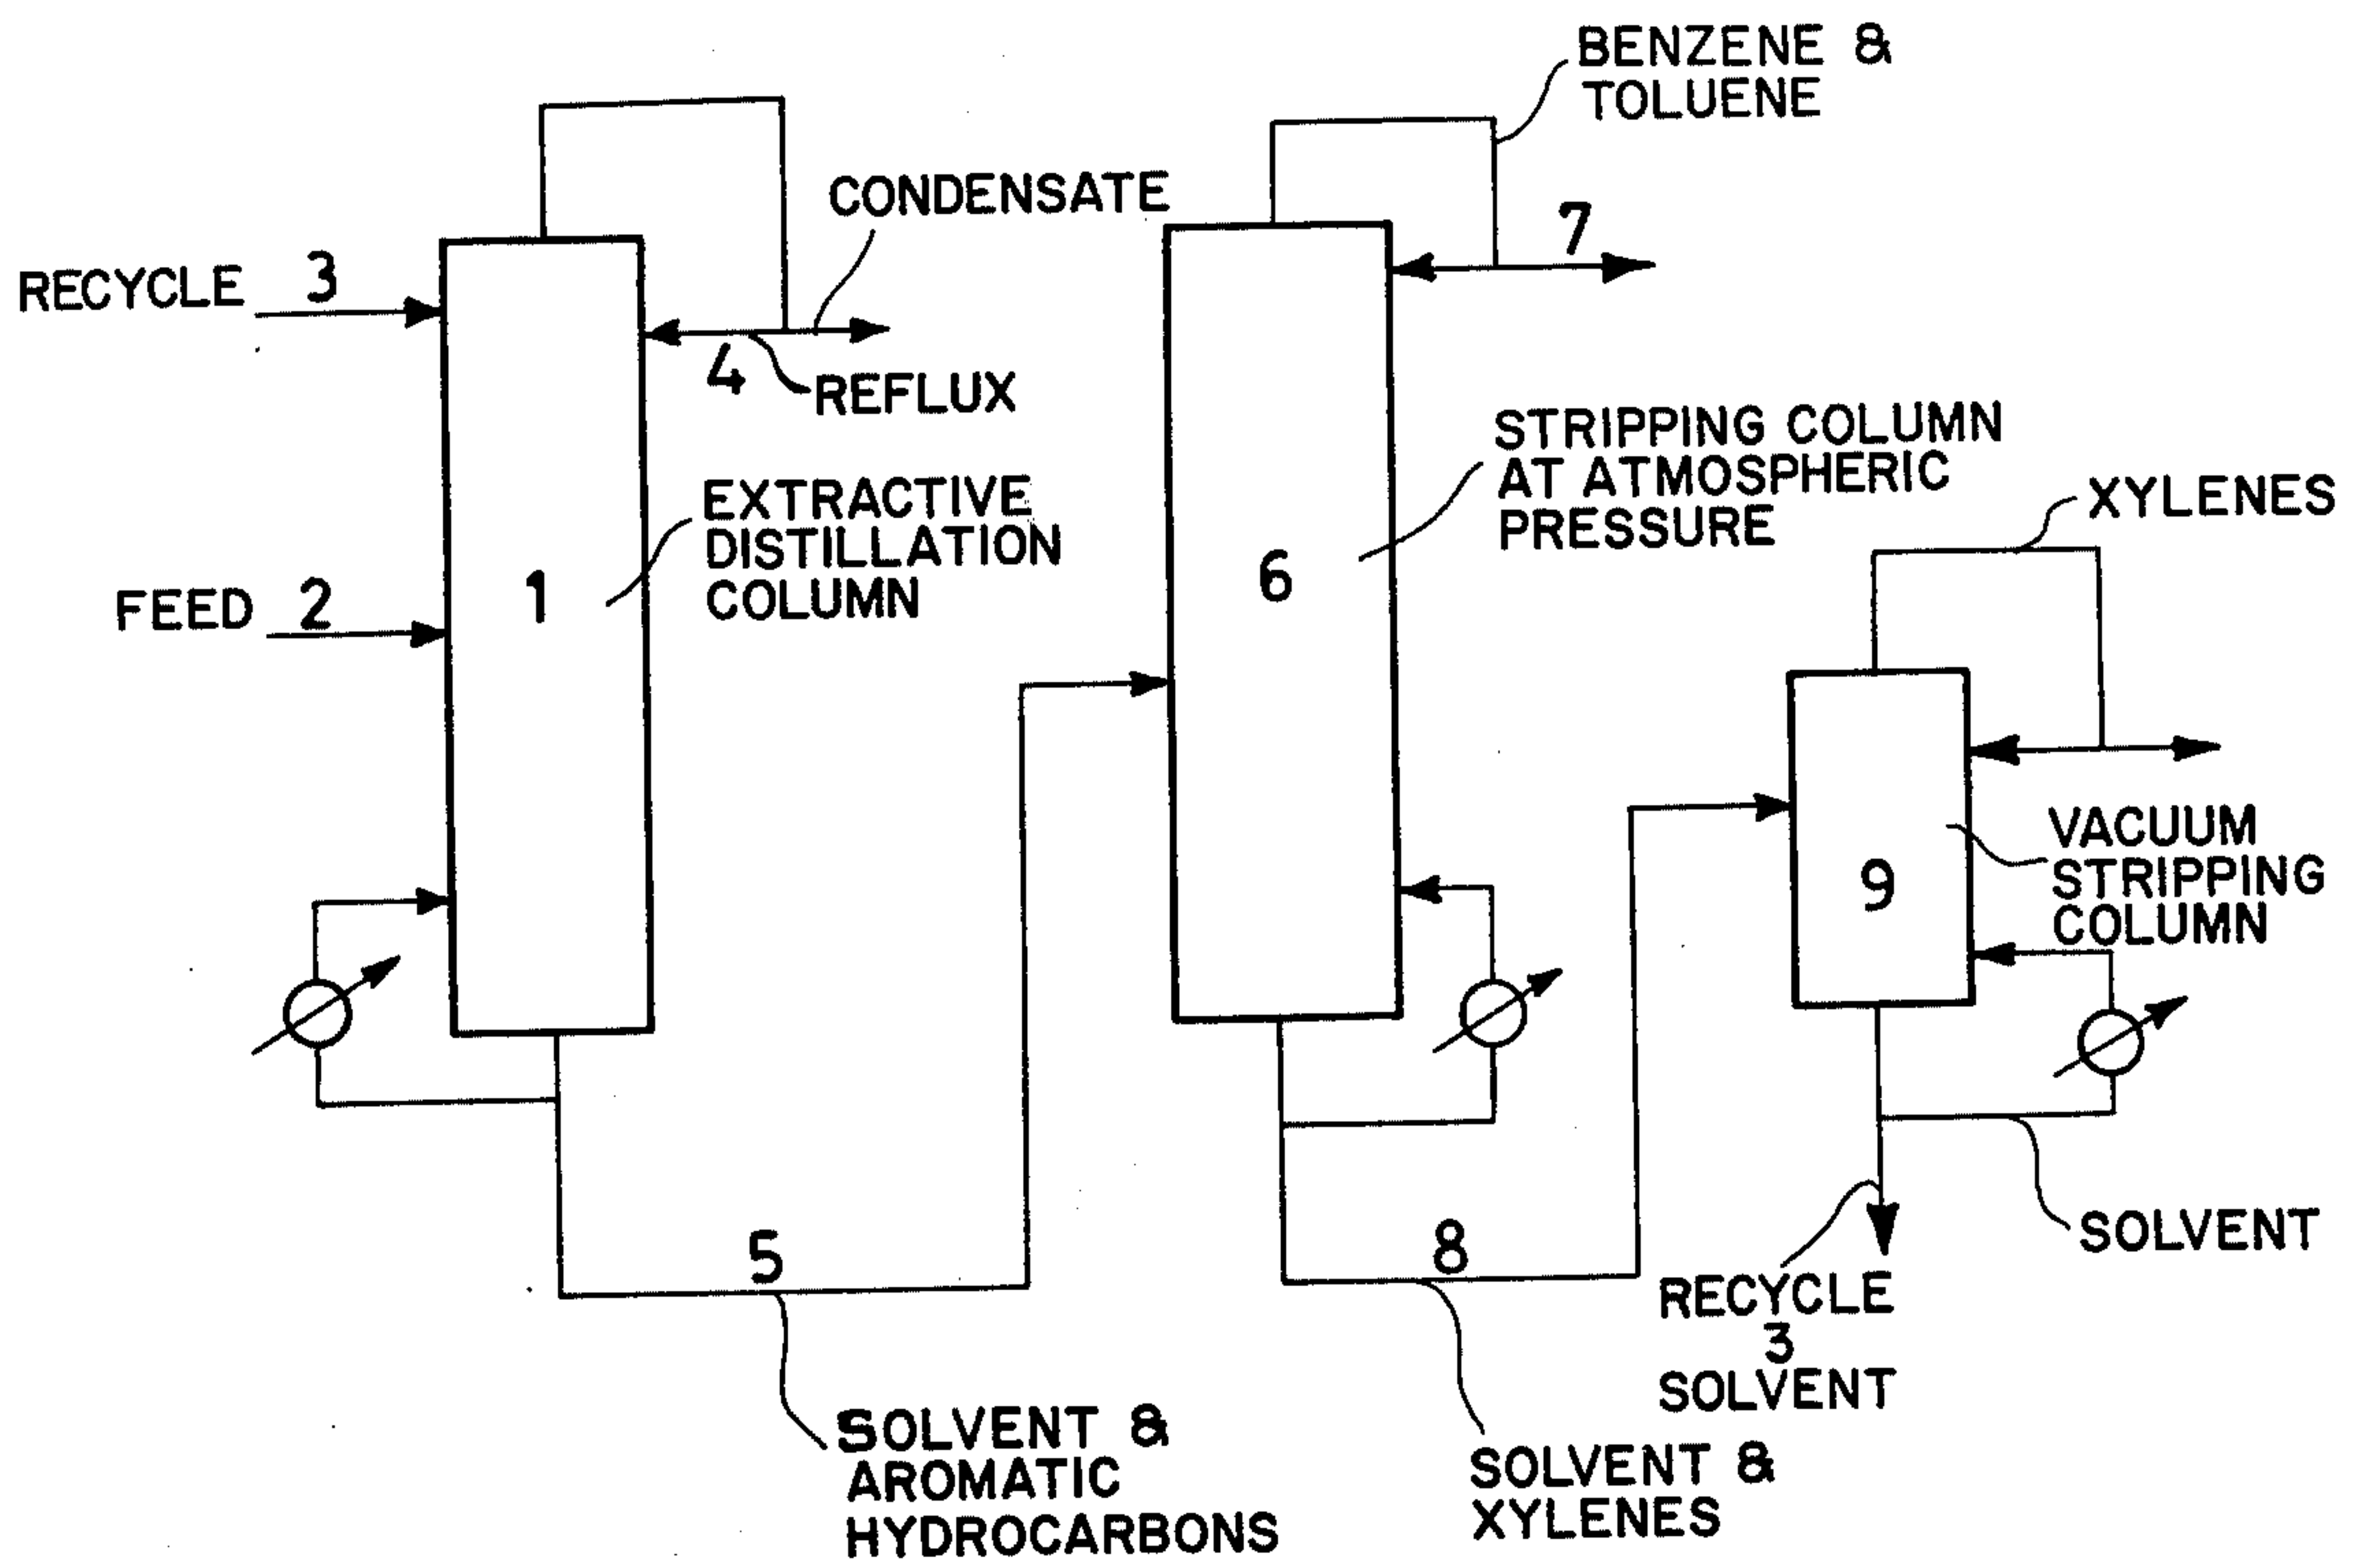 BENZENE &
TOLUENE
CONDENSATE
7
RECYCLE 3
4
REFLUX
STRIPPING COLUMN
AT ATMOSPHERIC
PRESSURE
EXTRACTIVE
DISTILLATION
COLUMN
XYLENES
FEED 2
1
6
VACUUM
STRIPPING
COLUMN
9
5
8
SOLVENT
RECYCLE
3
SOLVENT
SOLVENT &
AROMATIC
HYDROCARBONS
SOLVENT &
XYLENES